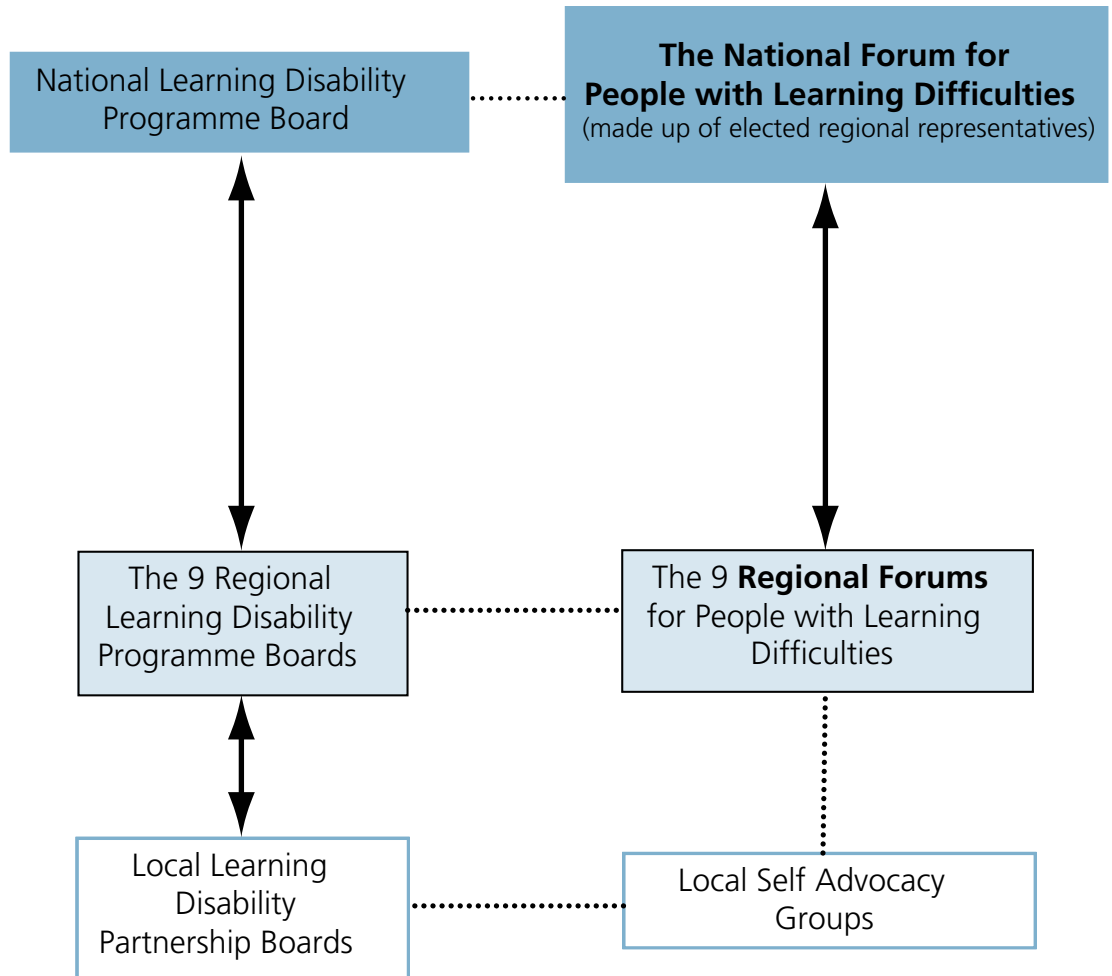 National Learning Disability
Programme Board
The National Forum for
People with Learning Difficulties
(made up of elected regional representatives)
The 9 Regional
Learning Disability
Programme Boards
The 9 Regional Forums
for People with Learning
Difficulties
Local Learning
Disability
Partnership Boards
Local Self Advocacy
Groups